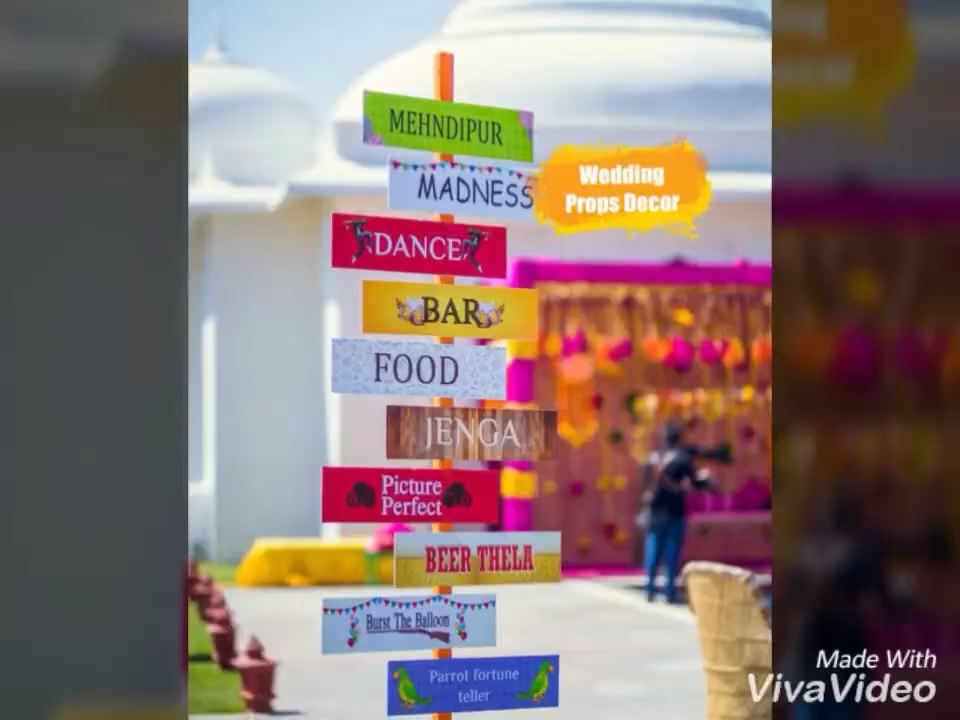 MEHNDIPUR
MADNESS
Wedding
Props Decor
DANCE
BAR
FOOD
JENGA
Picture
Perfect
BEER THELA
Burst The Balloon
Parrot fortune
teller
Made With
VivaVideo